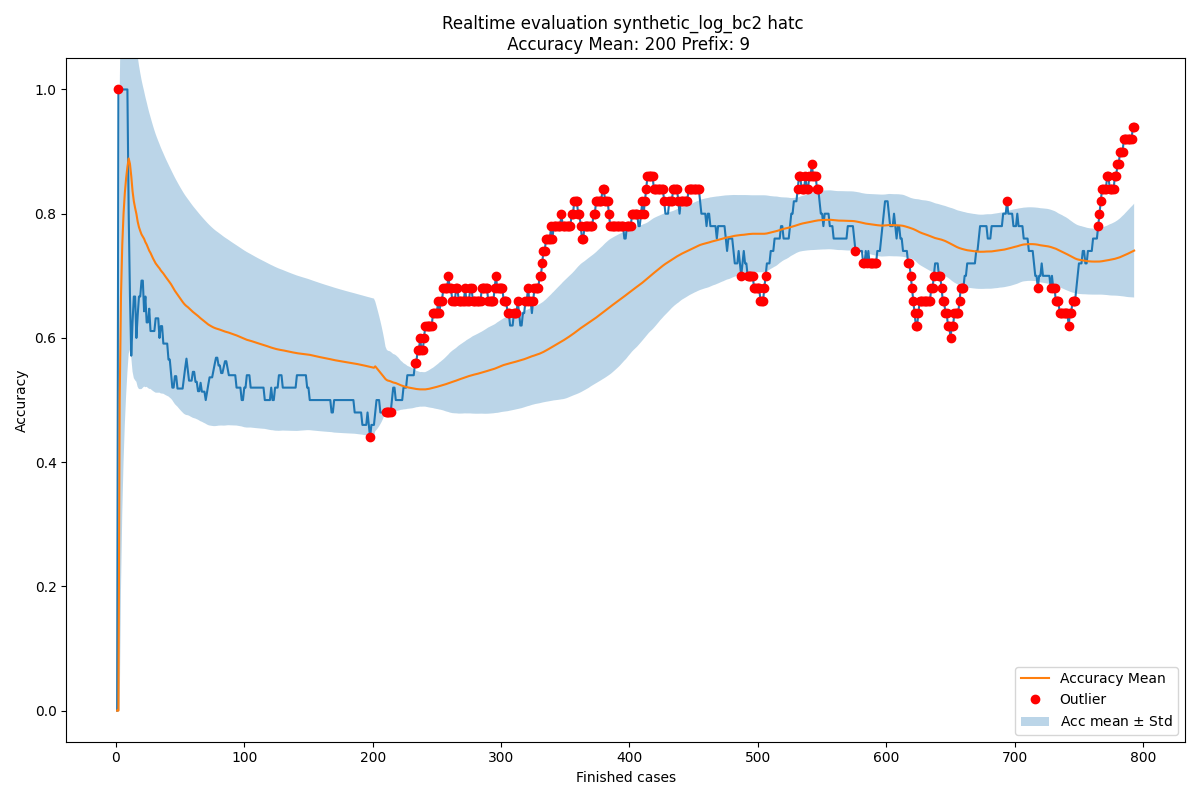 Realtime evaluation synthetic_log_bc2 hatc
Accuracy Mean: 200 Prefix: 9
1.0
0.8
0.6
0.4
0.2
0.0
Accuracy
0 100 200 300 400 500 600 700 800
Finished cases
Accuracy Mean
Outlier
Acc mean ± Std